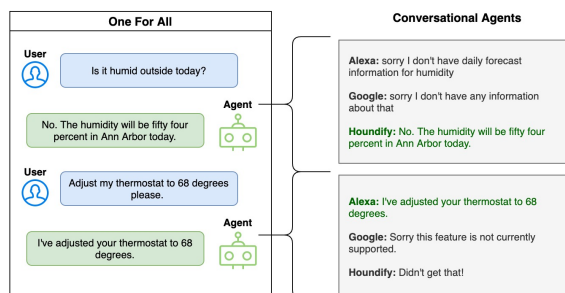 One For All
User
Is it humid outside today?
Agent
No. The humidity will be fifty four
percent in Ann Arbor today.
User
Adjust my thermostat to 68 degrees
please.
Agent
I've adjusted your thermostat to 68
degrees.
Conversational Agents
Alexa: sorry I don't have daily forecast
information for humidity
Google: sorry I don't have any information
about that
Houndify: No. The humidity will be fifty four
percent in Ann Arbor today.
Alexa: I've adjusted your thermostat to 68
degrees.
Google: Sorry this feature is not currently
supported.
Houndify: Didn't get that!